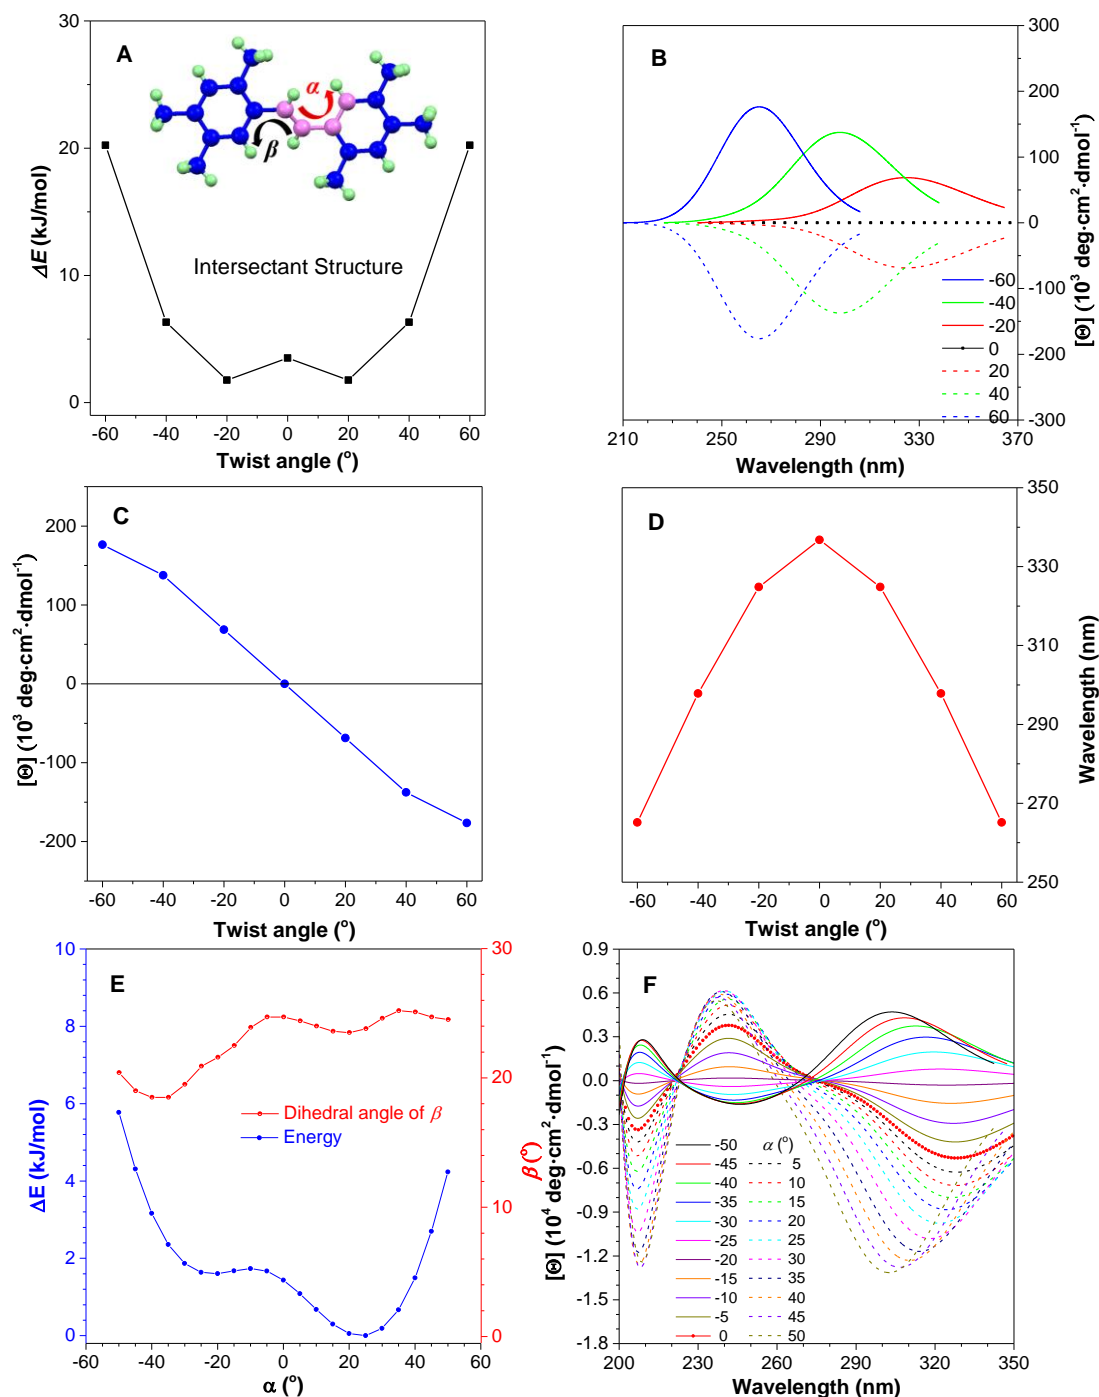 A
α
β
Intersectant Structure
ΔE (kJ/mol)
30
20
10
0
-60 -40 -20 0 20 40 60
Twist angle (o)
B
300
200
100
0
-100
-200
-300
-60
-40
-20
0
20
40
60
210 250 290 330 370
Wavelength (nm)
[Θ] (10³ deg·cm²·dmol⁻¹)
C
[Θ] (10³ deg·cm²·dmol⁻¹)
200
100
0
-100
-200
-60 -40 -20 0 20 40 60
Twist angle (o)
D
350
330
310
290
270
250
Wavelength (nm)
-60 -40 -20 0 20 40 60
Twist angle (o)
E
ΔE (kJ/mol)
10
8
6
4
2
0
Dihedral angle of β
Energy
30
20
10
0
β (o)
-60 -40 -20 0 20 40 60
α (o)
F
[Θ] (10⁴ deg·cm²·dmol⁻¹)
0.9
0.6
0.3
0.0
-0.3
-0.6
-0.9
-1.2
-1.5
-1.8
-50 α (o)
-45 5
-40 10
-35 15
-30 20
-25 25
-20 30
-15 35
-10 40
-5 45
0 50
200 230 260 290 320 350
Wavelength (nm)